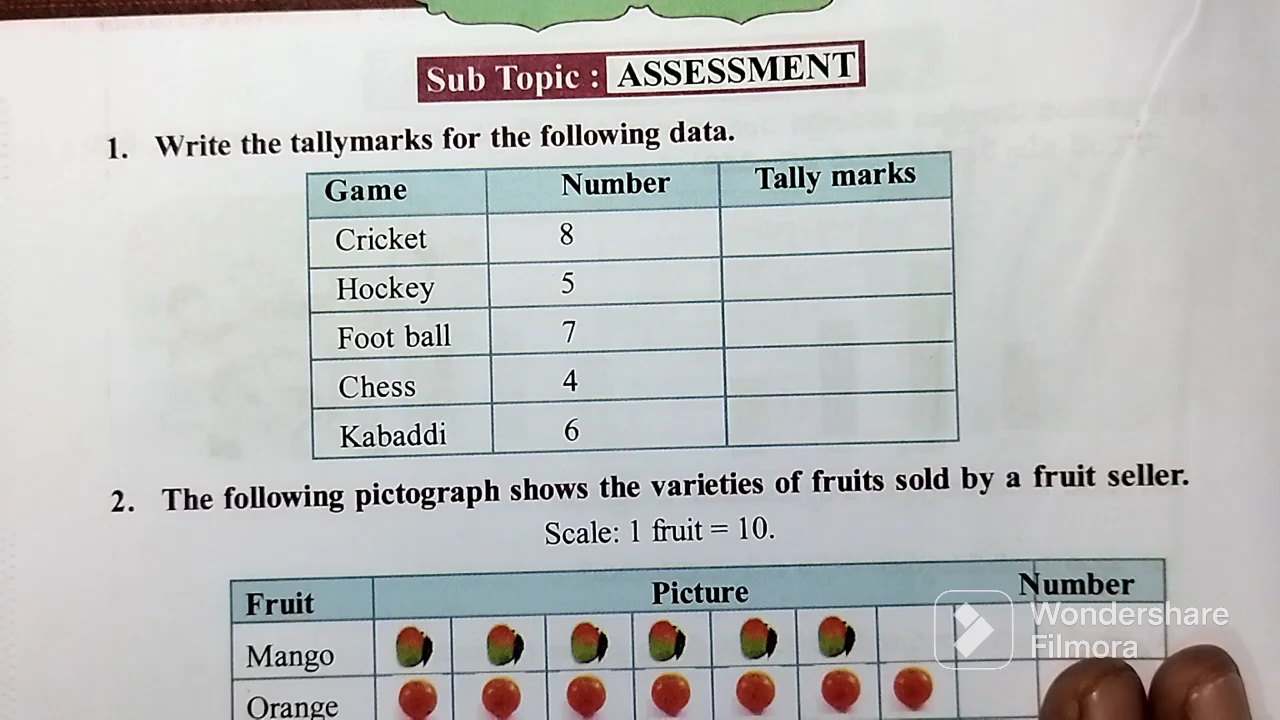 Sub Topic : ASSESSMENT
1. Write the tallymarks for the following data.
Game Number Tally marks
Cricket 8
Hockey 5
Foot ball 7
Chess 4
Kabaddi 6
2. The following pictograph shows the varieties of fruits sold by a fruit seller.
Scale: 1 fruit = 10.
Fruit Picture Number
Mango
Orange
Wondershare
Filmora